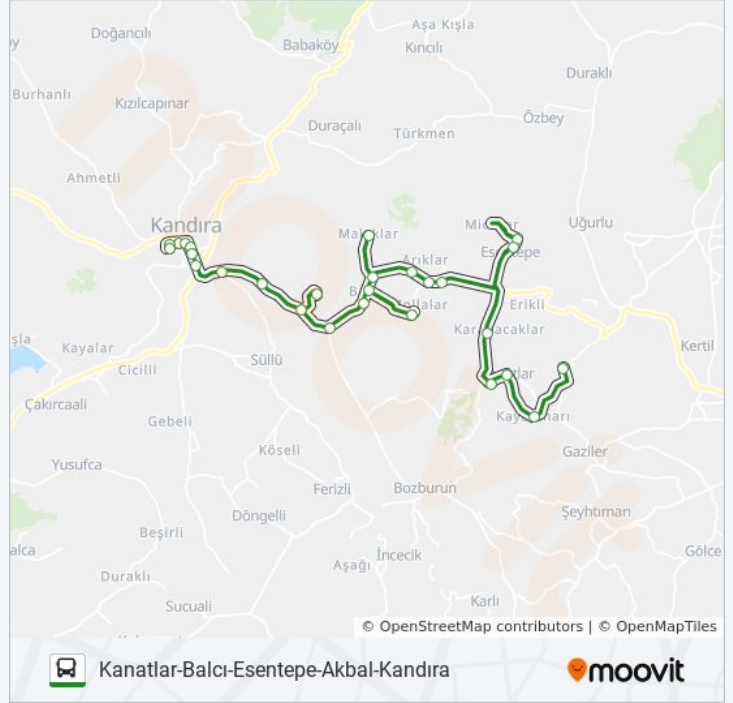 Doğancılı
Aşa Kışla
Babaköy
Kıncılı
Duraklı
Burhanlı
Kızılcapınar
Özbey
Duraçalı
Türkmen
Ahmetli
Kandıra
Uğurlu
Arıklar
Erikli
Kayalar
Cicilli
Süllü
Kertil
Çakırcaali
Gebeli
Gaziler
Köseli
Yusufca
Ferizli
Bozburun
Döngelli
Şeyhtımarı
Beşirli
İncecik
Gölce
Aşağı
Duraklı
Karlı
Sucuali
© OpenStreetMap contributors | © OpenMapTiles
Kanatlar-Balcı-Esentepe-Akbal-Kandıra
moovit